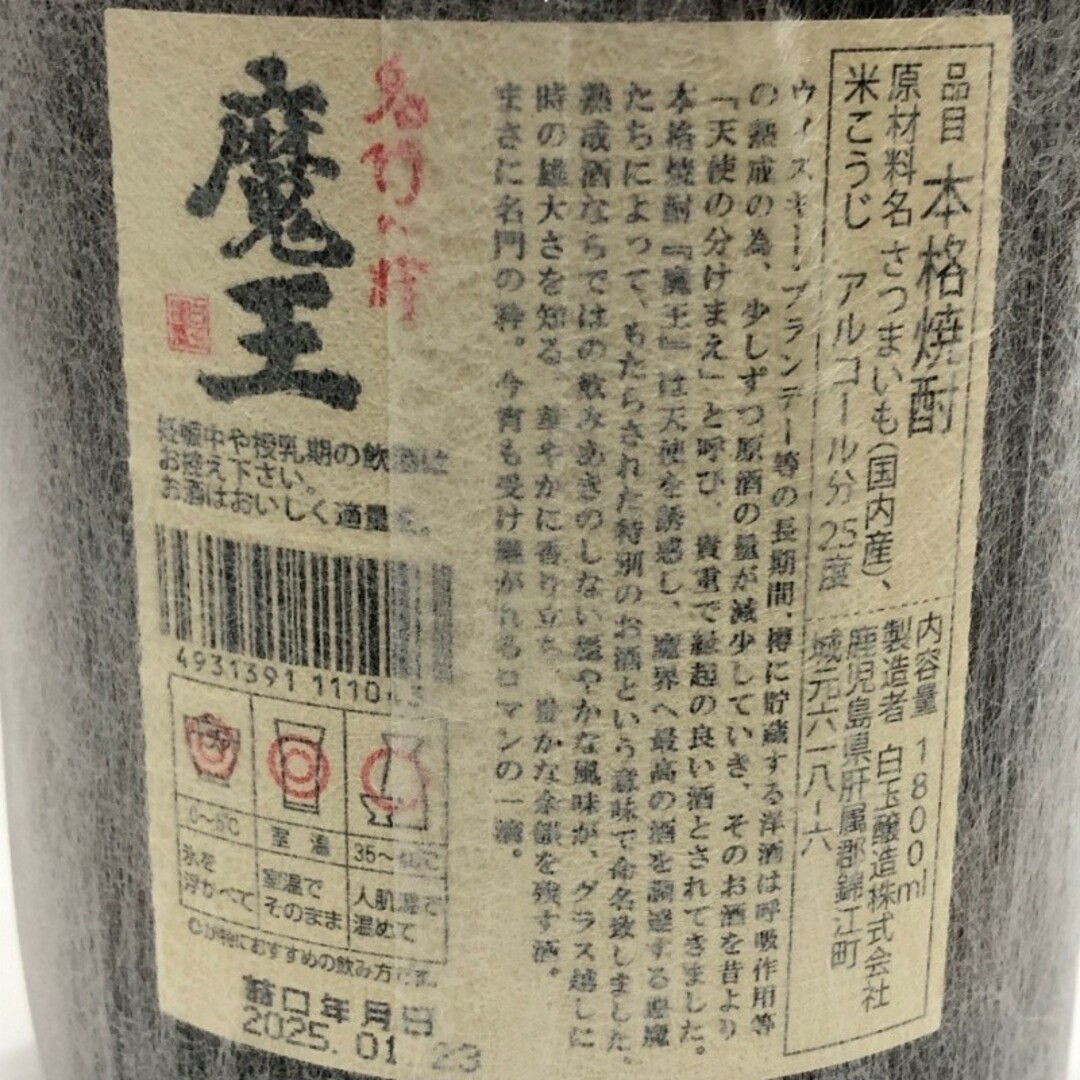 品目 本格焼酎
原材料名 さつまいも(国内産)、
米こうじ アルコール分25度
内容量 1800ml
製造者 白玉醸造株式会社
鹿児島県肝属郡錦江町
城元六一八-六
ウイスキー・ブランデー等の長期間、樽に貯蔵する洋酒は呼吸作用等
の熟成の為、少しずつ原酒の量が減少していき、そのお酒を昔より
「天使の分けまえ」と呼び、貴重で縁起の良い酒とされてきました。
本格焼酎『魔王』は天使を誘惑し、魔界へ最高の酒を調達する悪魔
たちによって、もたらされた特別のお酒という意味で命名致しました。
熟成酒ならではの飲みあきのしない穏やかな風味が、グラス越しに
時の雄大さを知る、華やかに香り立ち、豊かな余韻を残す酒。
まさに名門の粋。今宵も受け継がれるロマンの一滴。
名門の粋
魔王
妊娠中や授乳期の飲酒は
お控え下さい。
お酒はおいしく適量を。
4931391 11104
0~5℃
氷を
浮かべて
室温
室温で
そのまま
35~40℃
人肌温で
温めて
◎が特におすすめの飲み方です。
詰口年月日
2025.01 23